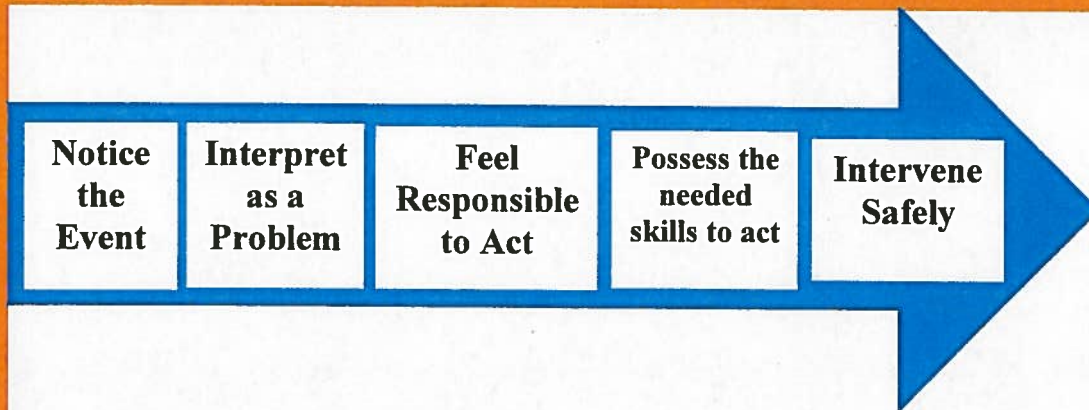 Notice
the
Event
Interpret
as a
Problem
Feel
Responsible
to Act
Possess the
needed
skills to act
Intervene
Safely